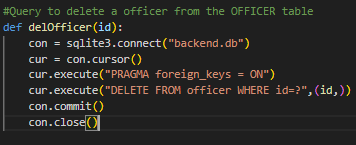 #Query to delete a officer from the OFFICER table
def delOfficer(id):
    con = sqlite3.connect("backend.db")
    cur = con.cursor()
    cur.execute("PRAGMA foreign_keys = ON")
    cur.execute("DELETE FROM officer WHERE id=?",(id,))
    con.commit()
    con.close()